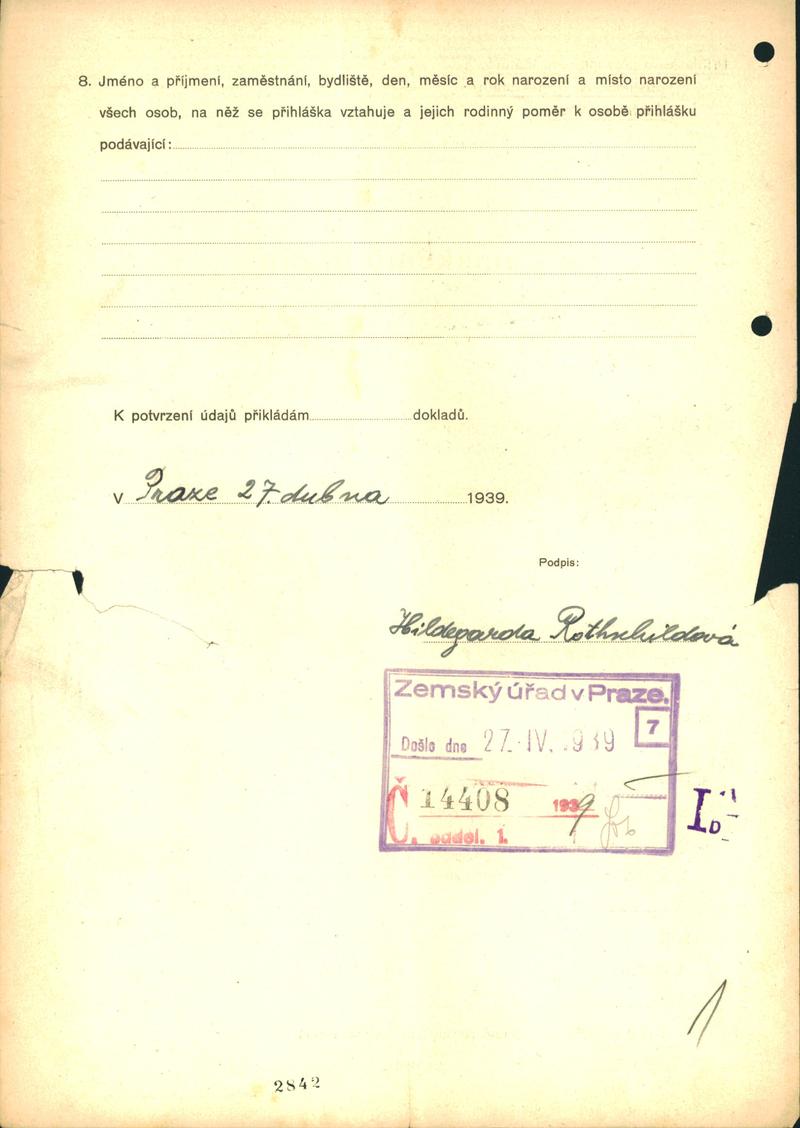 8. Jméno a příjmení, zaměstnání, bydliště, den, měsíc a rok narození a místo narození
všech osob, na něž se přihláška vztahuje a jejich rodinný poměr k osobě přihlášku
podávající:
K potvrzení údajů přikládám dokladů.
v Praze 27. dubna 1939.
Podpis:
Hildegarda Rothschildová
Zemský úřad v Praze.
7
Došlo dne 27. IV. 1939
Č. 14408 1939
oddel. 1.
I D
1
2842